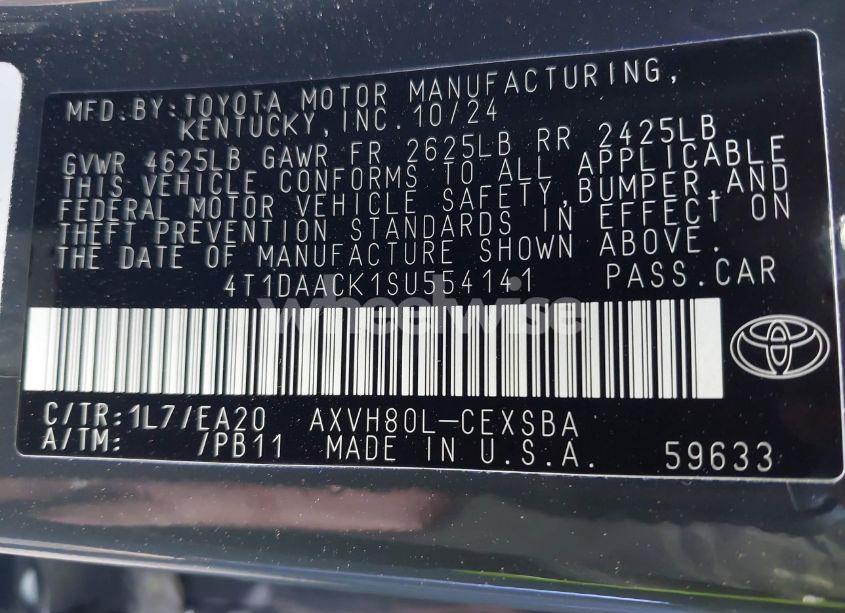 MFD.BY:TOYOTA MOTOR MANUFACTURING,
KENTUCKY,INC. 10/24
GVWR 4625LB GAWR FR 2625LB RR 2425LB
THIS VEHICLE CONFORMS TO ALL APPLICABLE
FEDERAL MOTOR VEHICLE SAFETY,BUMPER,AND
THEFT PREVENTION STANDARDS IN EFFECT ON
THE DATE OF MANUFACTURE SHOWN ABOVE.
4T1DAACK1SU554141 PASS.CAR
wheelwise
C/TR:1L7/EA20 AXVH80L-CEXSBA
A/TM: /PB11 MADE IN U.S.A. 59633